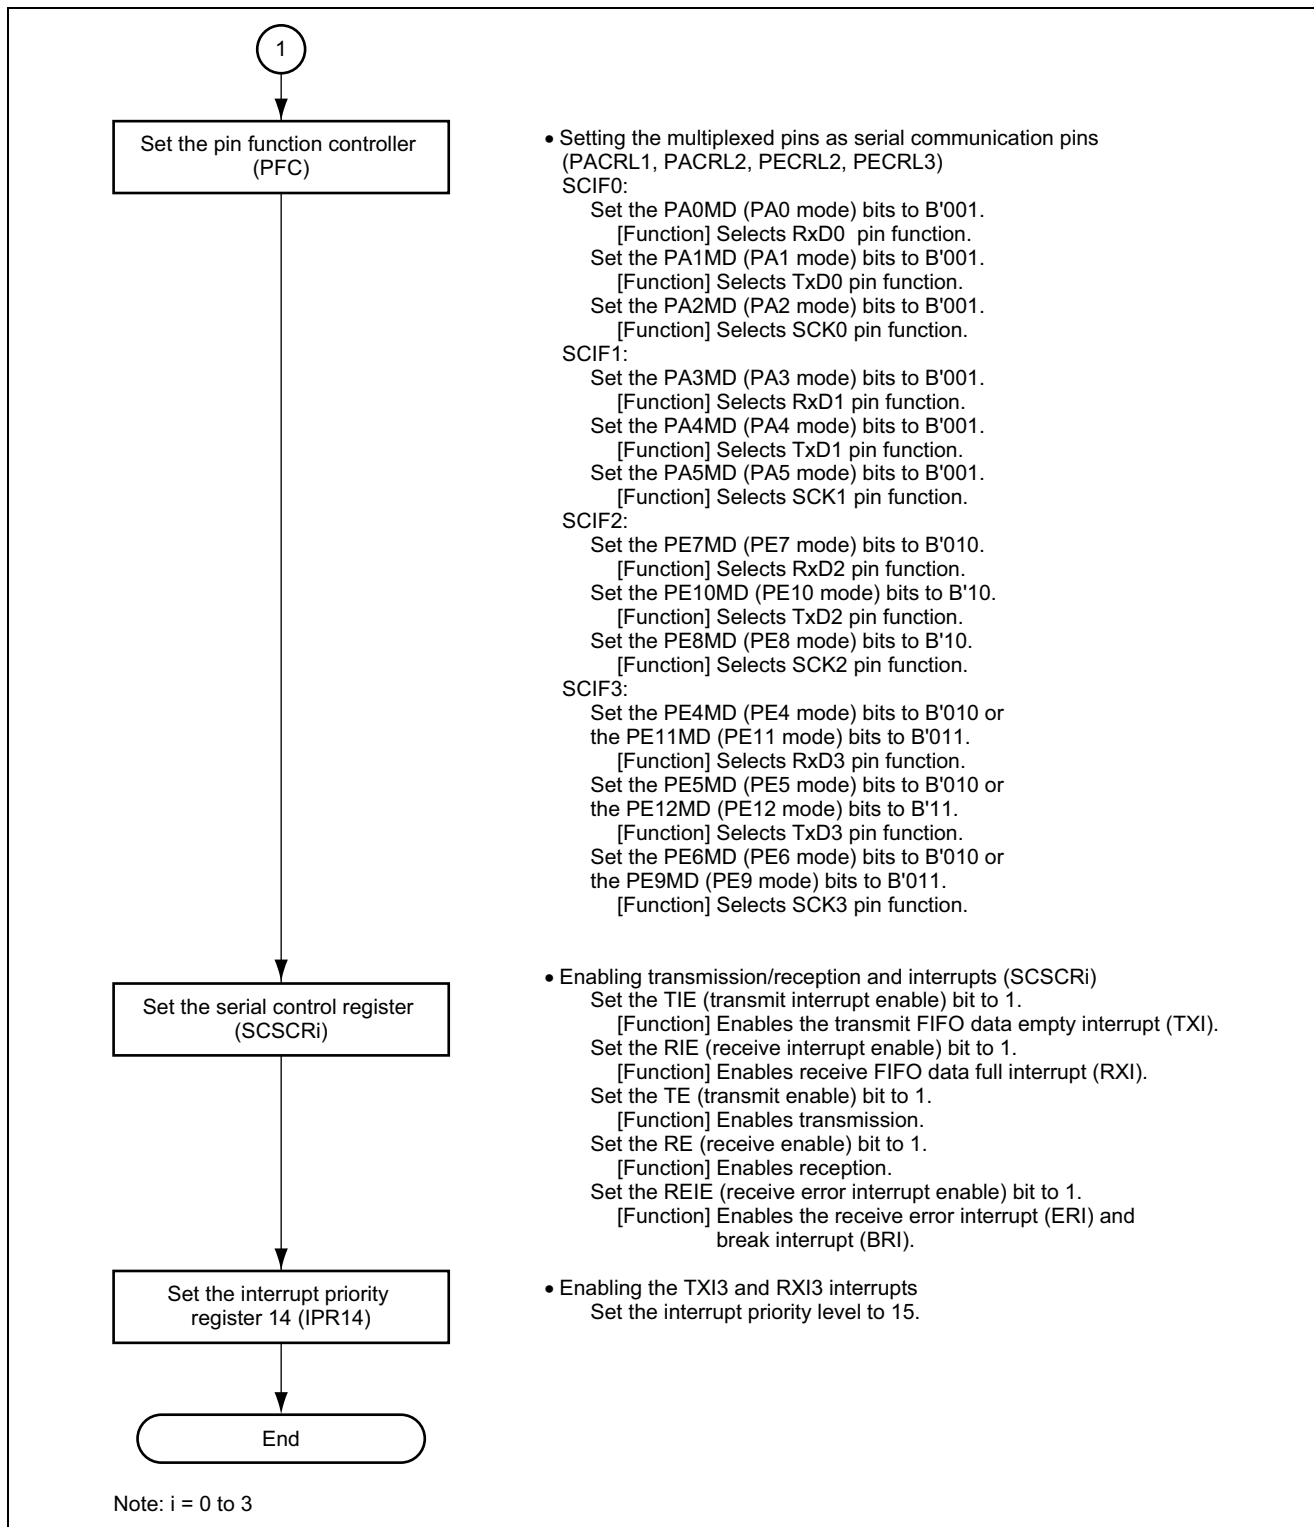 1
Set the pin function controller
(PFC)
• Setting the multiplexed pins as serial communication pins
(PACRL1, PACRL2, PECRL2, PECRL3)
SCIF0:
Set the PA0MD (PA0 mode) bits to B'001.
[Function] Selects RxD0 pin function.
Set the PA1MD (PA1 mode) bits to B'001.
[Function] Selects TxD0 pin function.
Set the PA2MD (PA2 mode) bits to B'001.
[Function] Selects SCK0 pin function.
SCIF1:
Set the PA3MD (PA3 mode) bits to B'001.
[Function] Selects RxD1 pin function.
Set the PA4MD (PA4 mode) bits to B'001.
[Function] Selects TxD1 pin function.
Set the PA5MD (PA5 mode) bits to B'001.
[Function] Selects SCK1 pin function.
SCIF2:
Set the PE7MD (PE7 mode) bits to B'010.
[Function] Selects RxD2 pin function.
Set the PE10MD (PE10 mode) bits to B'10.
[Function] Selects TxD2 pin function.
Set the PE8MD (PE8 mode) bits to B'10.
[Function] Selects SCK2 pin function.
SCIF3:
Set the PE4MD (PE4 mode) bits to B'010 or
the PE11MD (PE11 mode) bits to B'011.
[Function] Selects RxD3 pin function.
Set the PE5MD (PE5 mode) bits to B'010 or
the PE12MD (PE12 mode) bits to B'11.
[Function] Selects TxD3 pin function.
Set the PE6MD (PE6 mode) bits to B'010 or
the PE9MD (PE9 mode) bits to B'011.
[Function] Selects SCK3 pin function.
Set the serial control register
(SCSCRi)
• Enabling transmission/reception and interrupts (SCSCRi)
Set the TIE (transmit interrupt enable) bit to 1.
[Function] Enables the transmit FIFO data empty interrupt (TXI).
Set the RIE (receive interrupt enable) bit to 1.
[Function] Enables receive FIFO data full interrupt (RXI).
Set the TE (transmit enable) bit to 1.
[Function] Enables transmission.
Set the RE (receive enable) bit to 1.
[Function] Enables reception.
Set the REIE (receive error interrupt enable) bit to 1.
[Function] Enables the receive error interrupt (ERI) and
break interrupt (BRI).
Set the interrupt priority
register 14 (IPR14)
• Enabling the TXI3 and RXI3 interrupts
Set the interrupt priority level to 15.
End
Note: i = 0 to 3